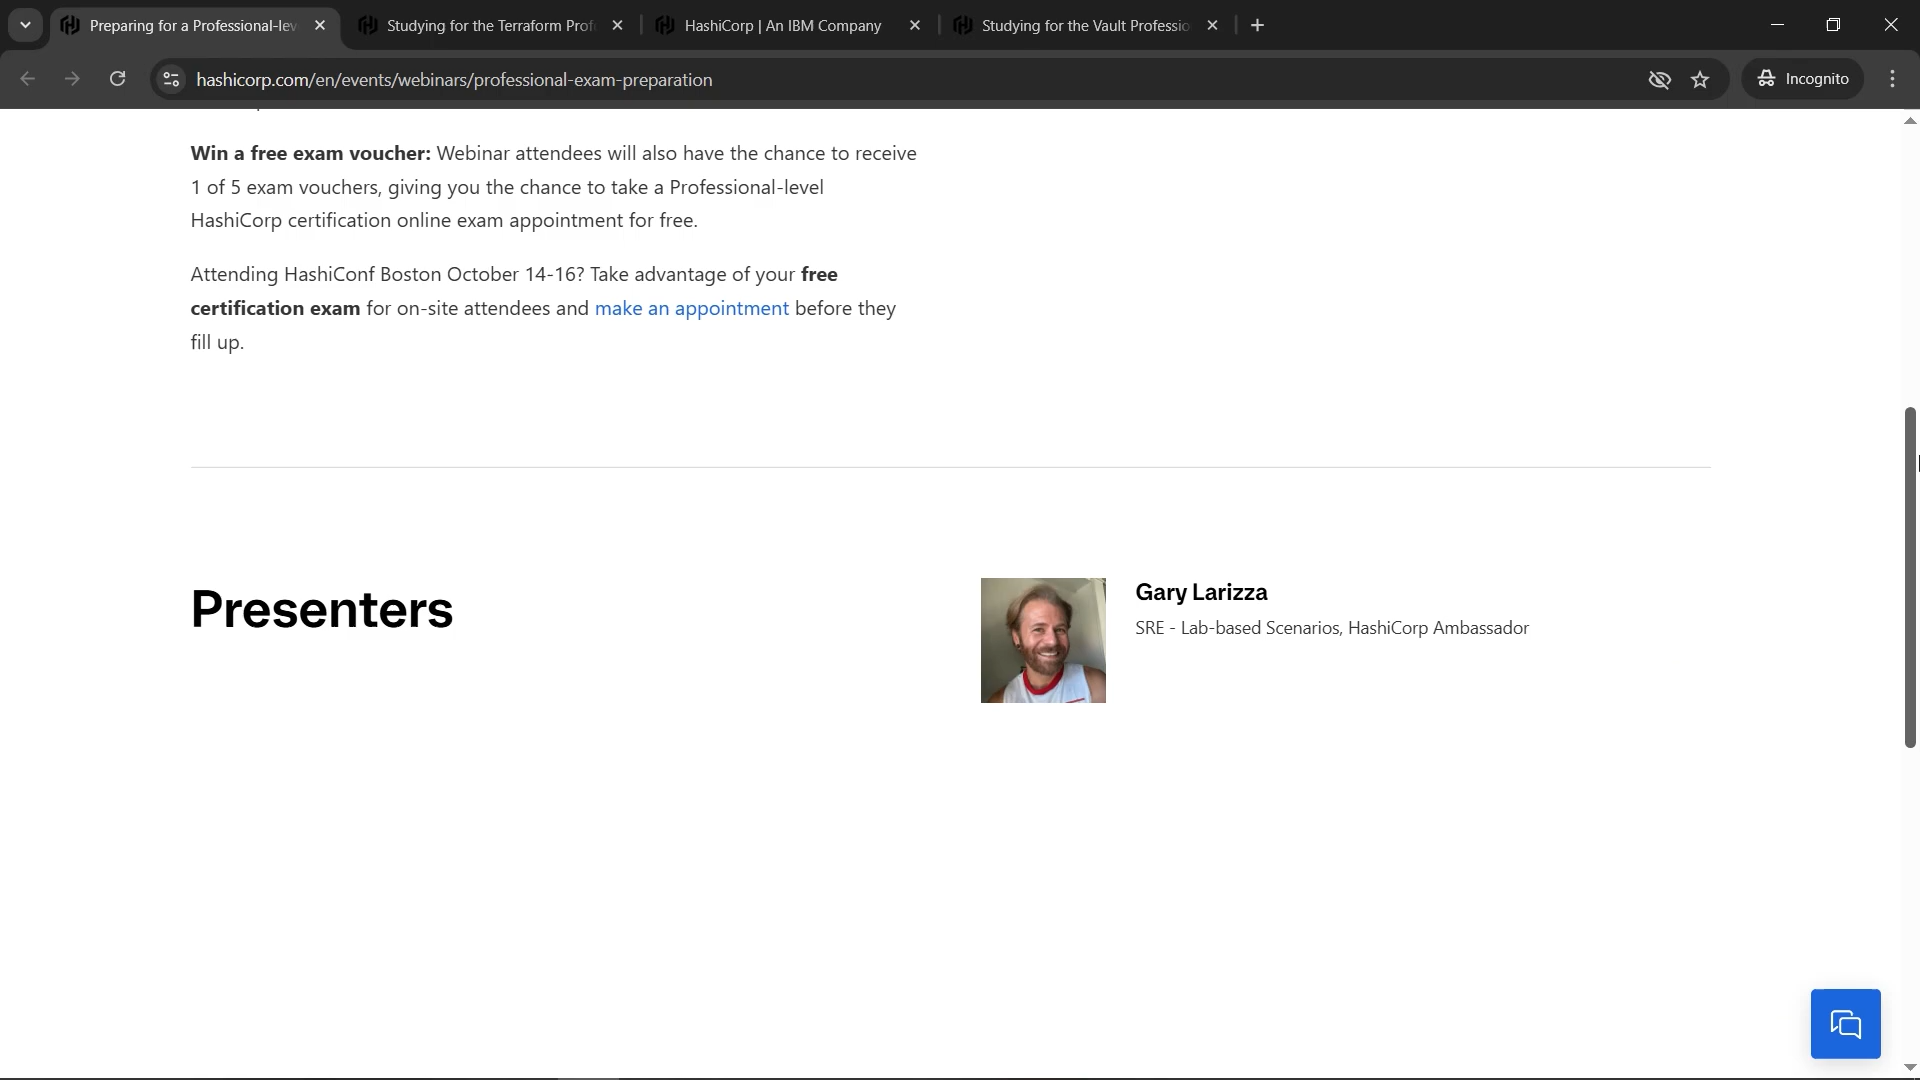 Preparing for a Professional-lev
Studying for the Terraform Prof
HashiCorp | An IBM Company
Studying for the Vault Professio
hashicorp.com/en/events/webinars/professional-exam-preparation
Incognito
Win a free exam voucher: Webinar attendees will also have the chance to receive
1 of 5 exam vouchers, giving you the chance to take a Professional-level
HashiCorp certification online exam appointment for free.
Attending HashiConf Boston October 14-16? Take advantage of your free
certification exam for on-site attendees and make an appointment before they
fill up.
Presenters
Gary Larizza
SRE - Lab-based Scenarios, HashiCorp Ambassador